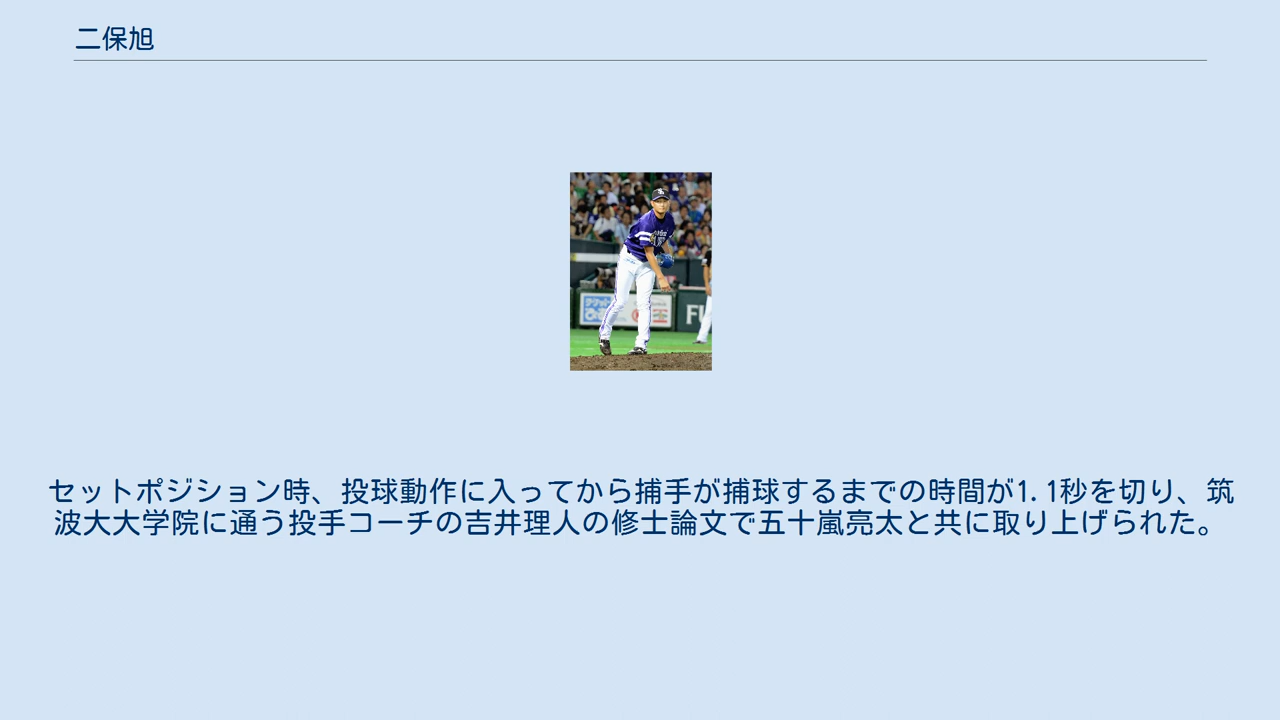 二保旭
セットポジション時、投球動作に入ってから捕手が捕球するまでの時間が1.1秒を切り、筑
波大大学院に通う投手コーチの吉井理人の修士論文で五十嵐亮太と共に取り上げられた。